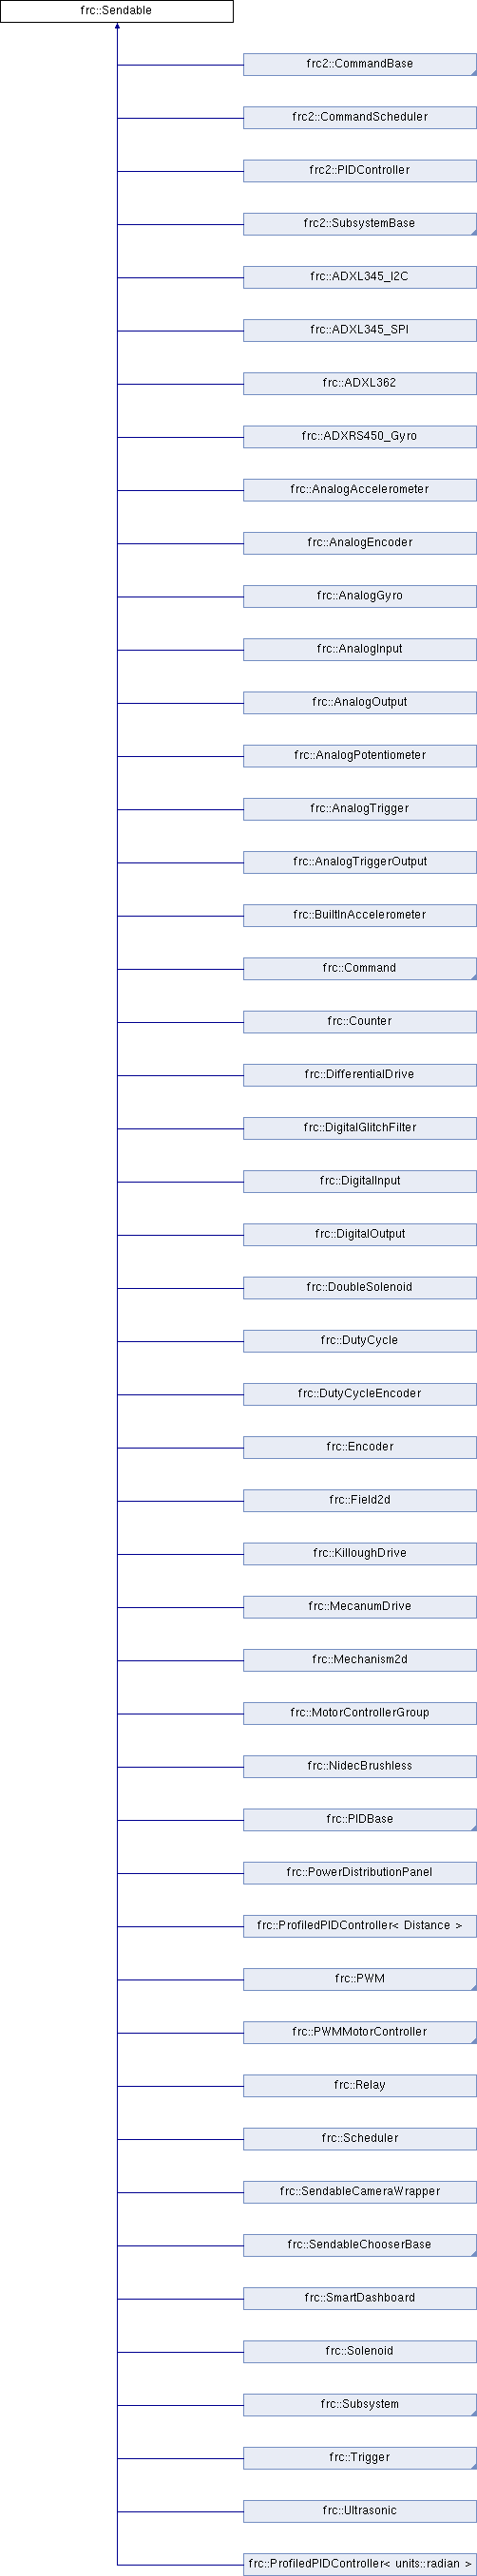 frc::Sendable
frc2::CommandBase
frc2::CommandScheduler
frc2::PIDController
frc2::SubsystemBase
frc::ADXL345_I2C
frc::ADXL345_SPI
frc::ADXL362
frc::ADXRS450_Gyro
frc::AnalogAccelerometer
frc::AnalogEncoder
frc::AnalogGyro
frc::AnalogInput
frc::AnalogOutput
frc::AnalogPotentiometer
frc::AnalogTrigger
frc::AnalogTriggerOutput
frc::BuiltInAccelerometer
frc::Command
frc::Counter
frc::DifferentialDrive
frc::DigitalGlitchFilter
frc::DigitalInput
frc::DigitalOutput
frc::DoubleSolenoid
frc::DutyCycle
frc::DutyCycleEncoder
frc::Encoder
frc::Field2d
frc::KilloughDrive
frc::MecanumDrive
frc::Mechanism2d
frc::MotorControllerGroup
frc::NidecBrushless
frc::PIDBase
frc::PowerDistributionPanel
frc::ProfiledPIDController< Distance >
frc::PWM
frc::PWMMotorController
frc::Relay
frc::Scheduler
frc::SendableCameraWrapper
frc::SendableChooserBase
frc::SmartDashboard
frc::Solenoid
frc::Subsystem
frc::Trigger
frc::Ultrasonic
frc::ProfiledPIDController< units::radian >